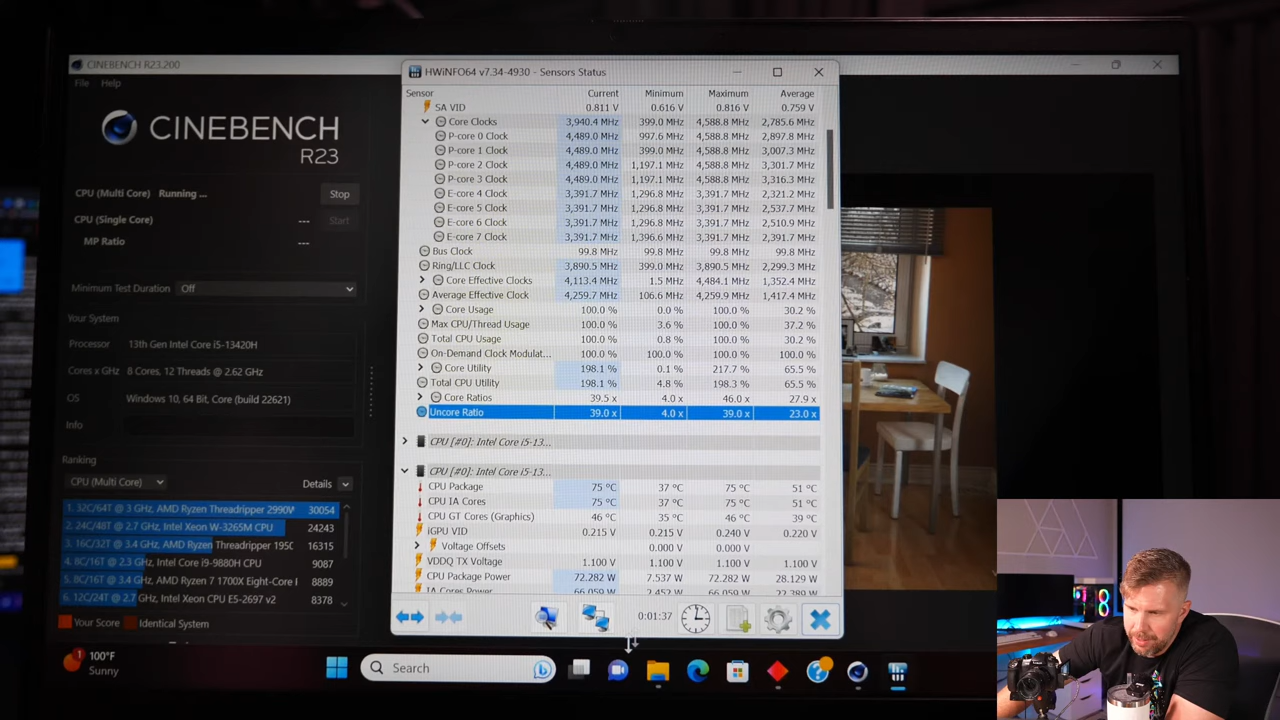 CINEBENCH R23.200
File Help
CINEBENCH
R23
CPU (Multi Core) Running ... Stop
CPU (Single Core) --- Start
MP Ratio ---
Minimum Test Duration Off
Your System
Processor 13th Gen Intel Core i5-13420H
Cores x GHz 8 Cores, 12 Threads @ 2.62 GHz
OS Windows 10, 64 Bit, Core (build 22621)
Info
Ranking
CPU (Multi Core) Details
1. 32C/64T @ 3 GHz, AMD Ryzen Threadripper 2990W 30054
2. 24C/48T @ 2.7 GHz, Intel Xeon W-3265M CPU 24243
3. 16C/32T @ 3.4 GHz, AMD Ryzen Threadripper 195 16315
4. 8C/16T @ 2.3 GHz, Intel Core i9-9880H CPU 9087
5. 8C/16T @ 3.4 GHz, AMD Ryzen 7 1700X Eight-Core 8889
6. 12C/24T @ 2.7 GHz, Intel Xeon CPU E5-2697 v2 8378
Your Score Identical System
HWiNFO64 v7.34-4930 - Sensors Status
Sensor Current Minimum Maximum Average
SA VID 0.811 V 0.616 V 0.816 V 0.759 V
Core Clocks 3,940.4 MHz 399.0 MHz 4,588.8 MHz 2,785.6 MHz
P-core 0 Clock 4,489.0 MHz 997.6 MHz 4,588.8 MHz 2,897.8 MHz
P-core 1 Clock 4,489.0 MHz 399.0 MHz 4,588.8 MHz 3,007.3 MHz
P-core 2 Clock 4,489.0 MHz 1,197.1 MHz 4,588.8 MHz 3,301.7 MHz
P-core 3 Clock 4,489.0 MHz 1,197.1 MHz 4,588.8 MHz 3,316.3 MHz
E-core 4 Clock 3,391.7 MHz 1,296.8 MHz 3,391.7 MHz 2,321.2 MHz
E-core 5 Clock 3,391.7 MHz 1,296.8 MHz 3,391.7 MHz 2,537.7 MHz
E-core 6 Clock 3,391.7 MHz 1,296.8 MHz 3,391.7 MHz 2,510.9 MHz
E-core 7 Clock 3,391.7 MHz 1,396.6 MHz 3,391.7 MHz 2,391.7 MHz
Bus Clock 99.8 MHz 99.8 MHz 99.8 MHz 99.8 MHz
Ring/LLC Clock 3,890.5 MHz 399.0 MHz 3,890.5 MHz 2,299.3 MHz
Core Effective Clocks 4,113.4 MHz 1.5 MHz 4,484.1 MHz 1,352.4 MHz
Average Effective Clock 4,259.7 MHz 106.6 MHz 4,259.9 MHz 1,417.4 MHz
Core Usage 100.0 % 0.0 % 100.0 % 30.2 %
Max CPU/Thread Usage 100.0 % 3.6 % 100.0 % 37.2 %
Total CPU Usage 100.0 % 0.8 % 100.0 % 30.2 %
On-Demand Clock Modulat... 100.0 % 100.0 % 100.0 % 100.0 %
Core Utility 198.1 % 0.1 % 217.7 % 65.5 %
Total CPU Utility 198.1 % 4.8 % 198.3 % 65.5 %
Core Ratios 39.5 x 4.0 x 46.0 x 27.9 x
Uncore Ratio 39.0 x 4.0 x 39.0 x 23.0 x
CPU [#0]: Intel Core i5-13...
CPU [#0]: Intel Core i5-13...
CPU Package 75 °C 37 °C 75 °C 51 °C
CPU IA Cores 75 °C 37 °C 75 °C 51 °C
CPU GT Cores (Graphics) 46 °C 35 °C 46 °C 39 °C
iGPU VID 0.215 V 0.215 V 0.240 V 0.220 V
Voltage Offsets 0.000 V 0.000 V
VDDQ TX Voltage 1.100 V 1.100 V 1.100 V 1.100 V
CPU Package Power 72.282 W 7.537 W 72.282 W 28.129 W
IA Cores Power 66.059 W 2.452 W 66.059 W 22.389 W
0:01:37
100°F
Sunny
Search